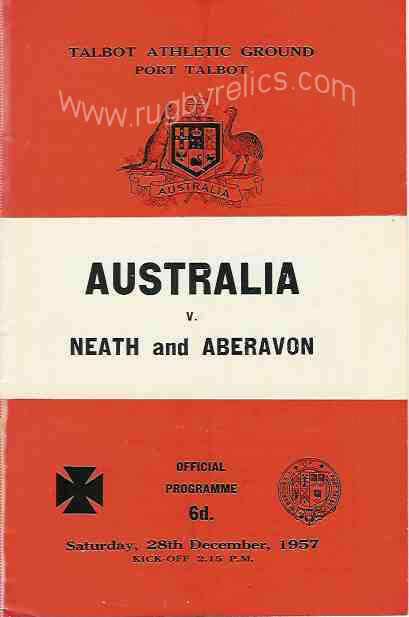 TALBOT ATHLETIC GROUND
PORT TALBOT
www.rugbyrelics.com
AUSTRALIA
AUSTRALIA
v.
NEATH and ABERAVON
OFFICIAL
PROGRAMME
6d.
Saturday, 28th December, 1957
KICK-OFF 2.15 P.M.